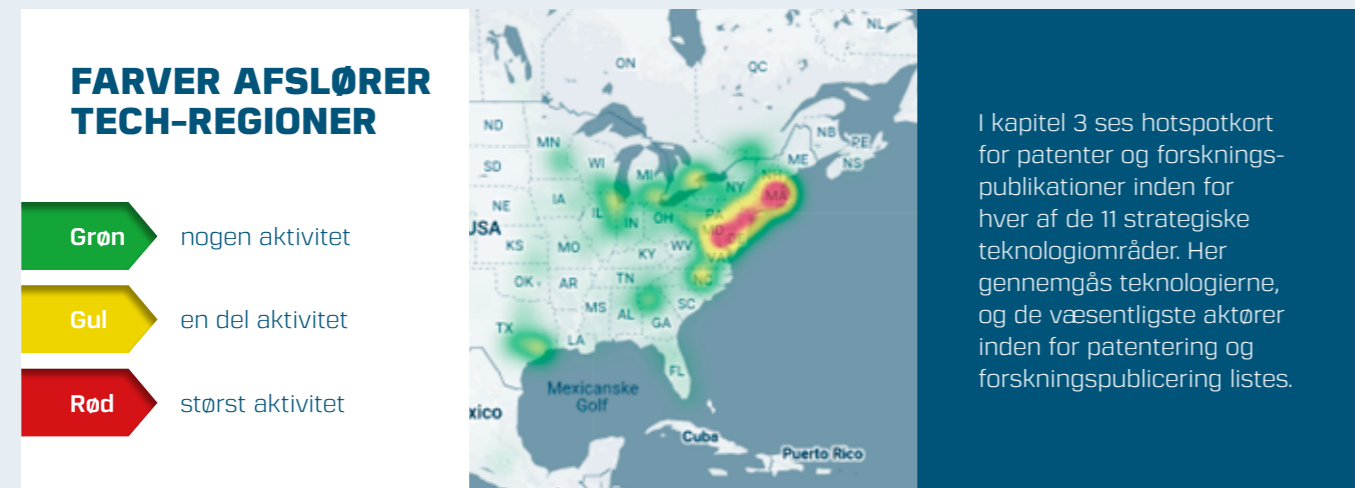 FARVER AFSLØRER
TECH-REGIONER
Grøn nogen aktivitet
Gul en del aktivitet
Rød størst aktivitet
NL
ON
QC
ND
MN
NB
PE
SD
WI
ME
NS
MI
NY
NH
MA
NE
IA
IL
IN
OH
PA
MD
DE
USA
KS
MO
WV
VA
KY
OK
AR
TN
NC
MS
AL
SC
GA
TX
LA
FL
Mexicanske
Golf
xico
Cuba
Puerto Rico
I kapitel 3 ses hotspotkort
for patenter og forsknings-
publikationer inden for
hver af de 11 strategiske
teknologiområder. Her
gennemgås teknologierne,
og de væsentligste aktører
inden for patentering og
forskningspublicering listes.